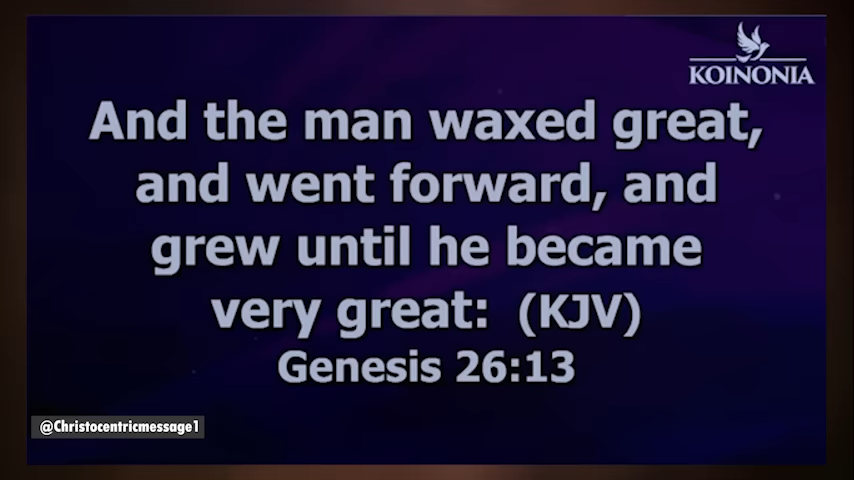 KOINONIA
And the man waxed great,
and went forward, and
grew until he became
very great: (KJV)
Genesis 26:13
@Christocentricmessage1